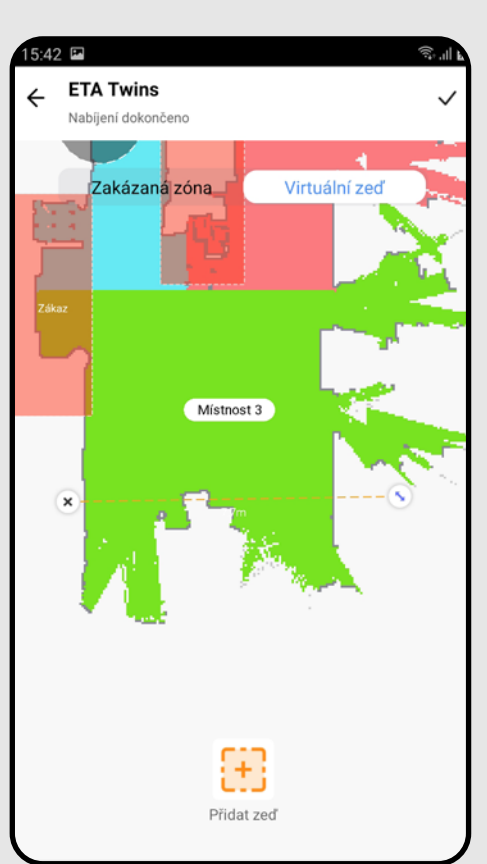 15:42
ETA Twins
Nabíjení dokončeno
Zakázaná zóna
Virtuální zeď
Zákaz
Místnost 3
Přidat zeď